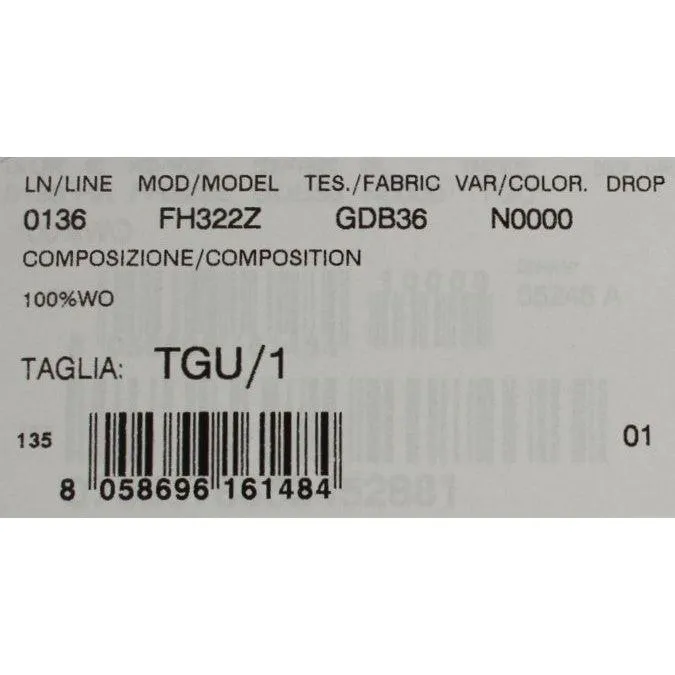 LN/LINE MOD/MODEL TES./FABRIC VAR/COLOR. DROP
0136 FH322Z GDB36 N0000
COMPOSIZIONE/COMPOSITION
100%WO
TAGLIA: TGU/1
135 01
8 058696 161484